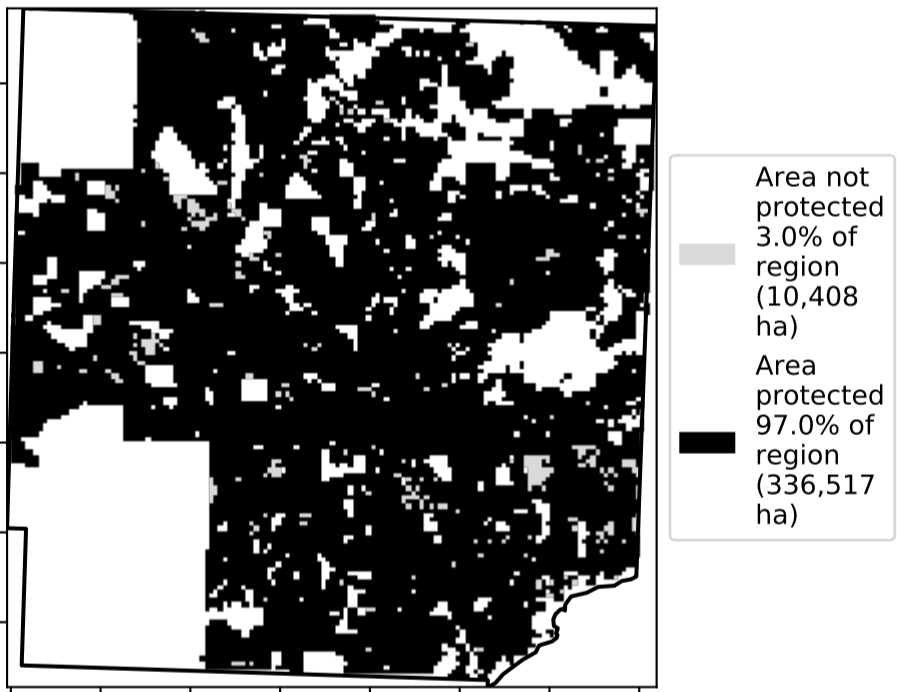 Area not
protected
3.0% of
region
(10,408
ha)
Area
protected
97.0% of
region
(336,517
ha)